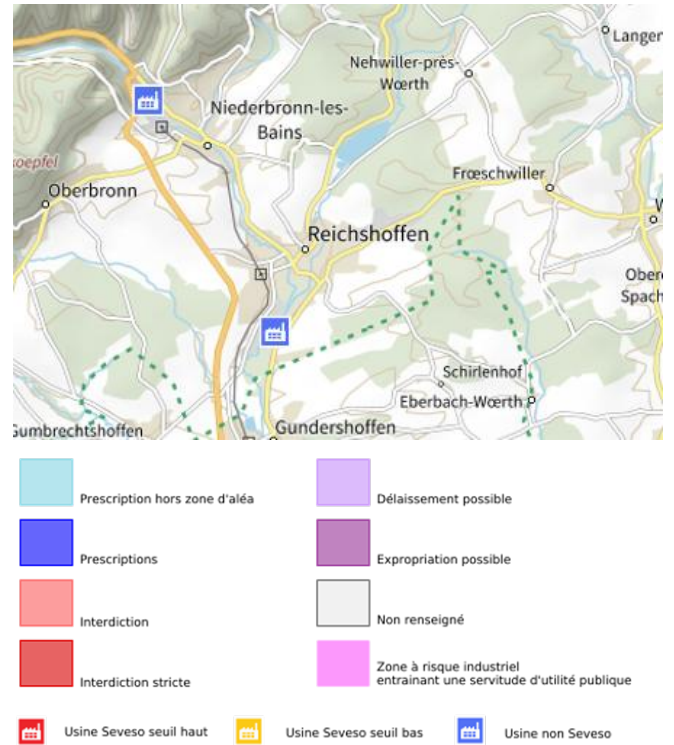 Langer
Nehwiller-près-
Wœrth
Niederbronn-les-
Bains
koepfel
Frœschwiller
Oberbronn
W
Reichshoffen
Ober
Spach
Schirlenhof
Eberbach-Wœrth
Gumbrechtshoffen
Gundershoffen
Prescription hors zone d'aléa
Délaissement possible
Prescriptions
Expropriation possible
Interdiction
Non renseigné
Interdiction stricte
Zone à risque industriel
entrainant une servitude d'utilité publique
Usine Seveso seuil haut
Usine Seveso seuil bas
Usine non Seveso